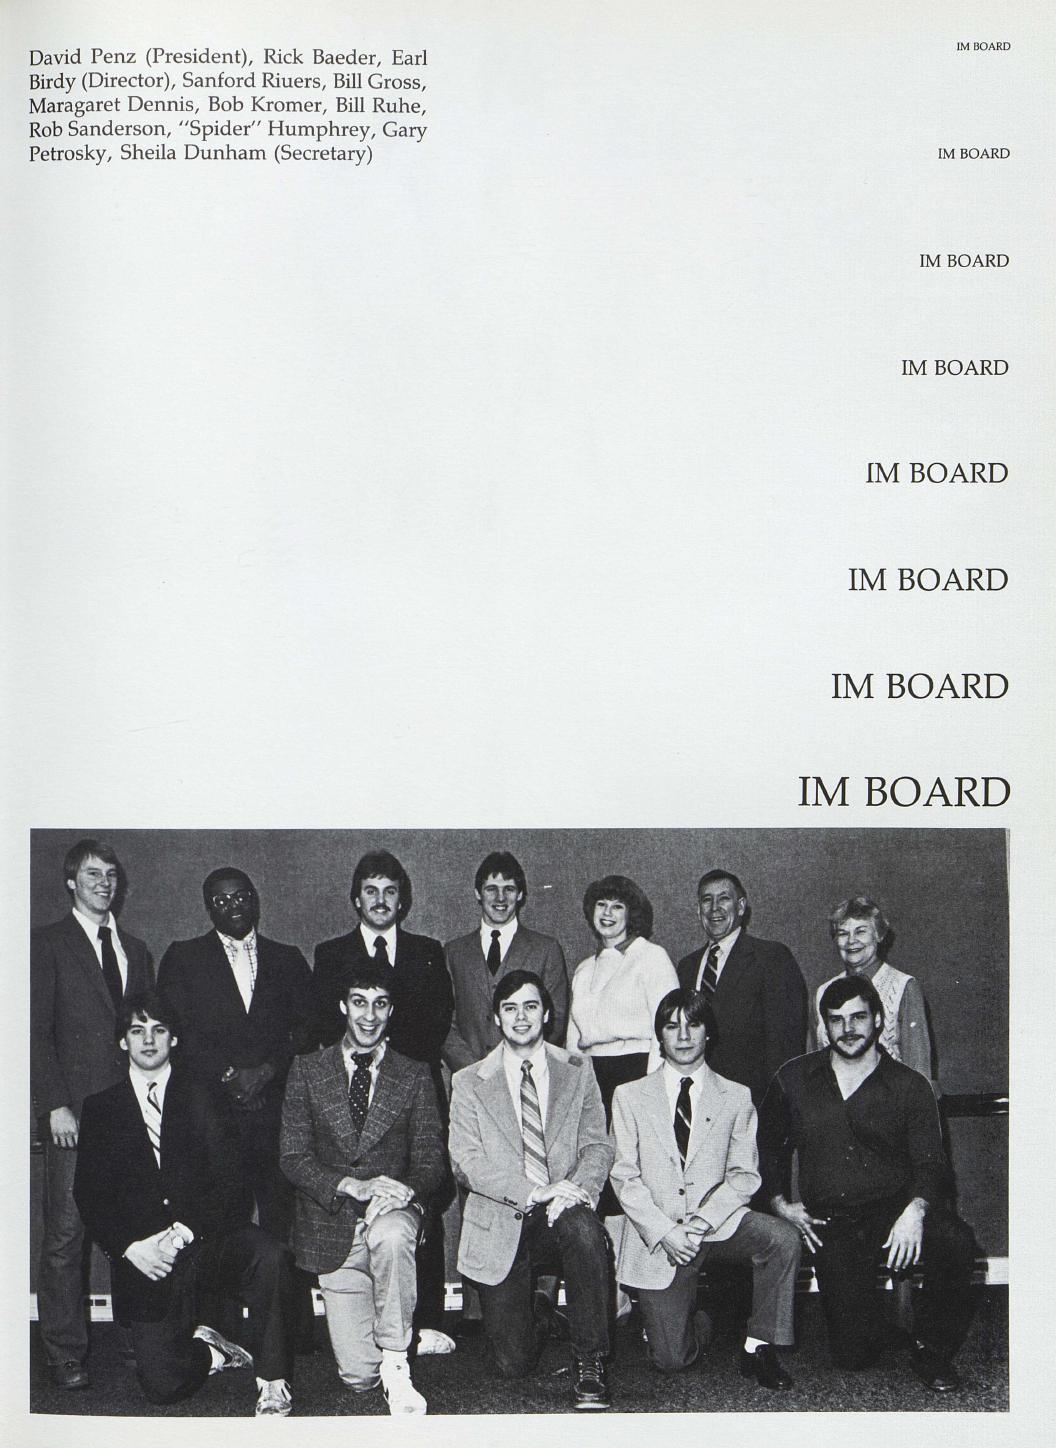 David Penz (President), Rick Baeder, Earl
Birdy (Director), Sanford Riuers, Bill Gross,
Maragaret Dennis, Bob Kromer, Bill Ruhe,
Rob Sanderson, "Spider" Humphrey, Gary
Petrosky, Sheila Dunham (Secretary)
IM BOARD
IM BOARD
IM BOARD
IM BOARD
IM BOARD
IM BOARD
IM BOARD
IM BOARD